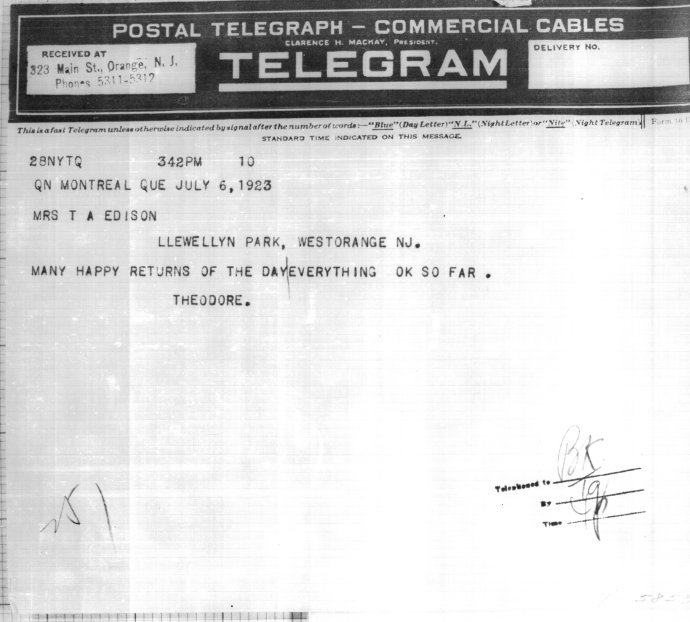 POSTAL TELEGRAPH – COMMERCIAL CABLES
CLARENCE H. MACKAY, PRESIDENT.
RECEIVED AT
323 Main St., Orange, N. J.
Phones 5311-5312
TELEGRAM
DELIVERY NO.
This is a fast Telegram unless otherwise indicated by signal after the number of words:—"Blue" (Day Letter) "N.L." (Night Letter) or "Nite" (Night Telegram) Form
STANDARD TIME INDICATED ON THIS MESSAGE.
28NYTQ 342PM 10
QN MONTREAL QUE JULY 6,1923
MRS T A EDISON
LLEWELLYN PARK, WESTORANGE NJ.
MANY HAPPY RETURNS OF THE DAY EVERYTHING OK SO FAR .
THEODORE.
BK
Telephoned to
By
Time